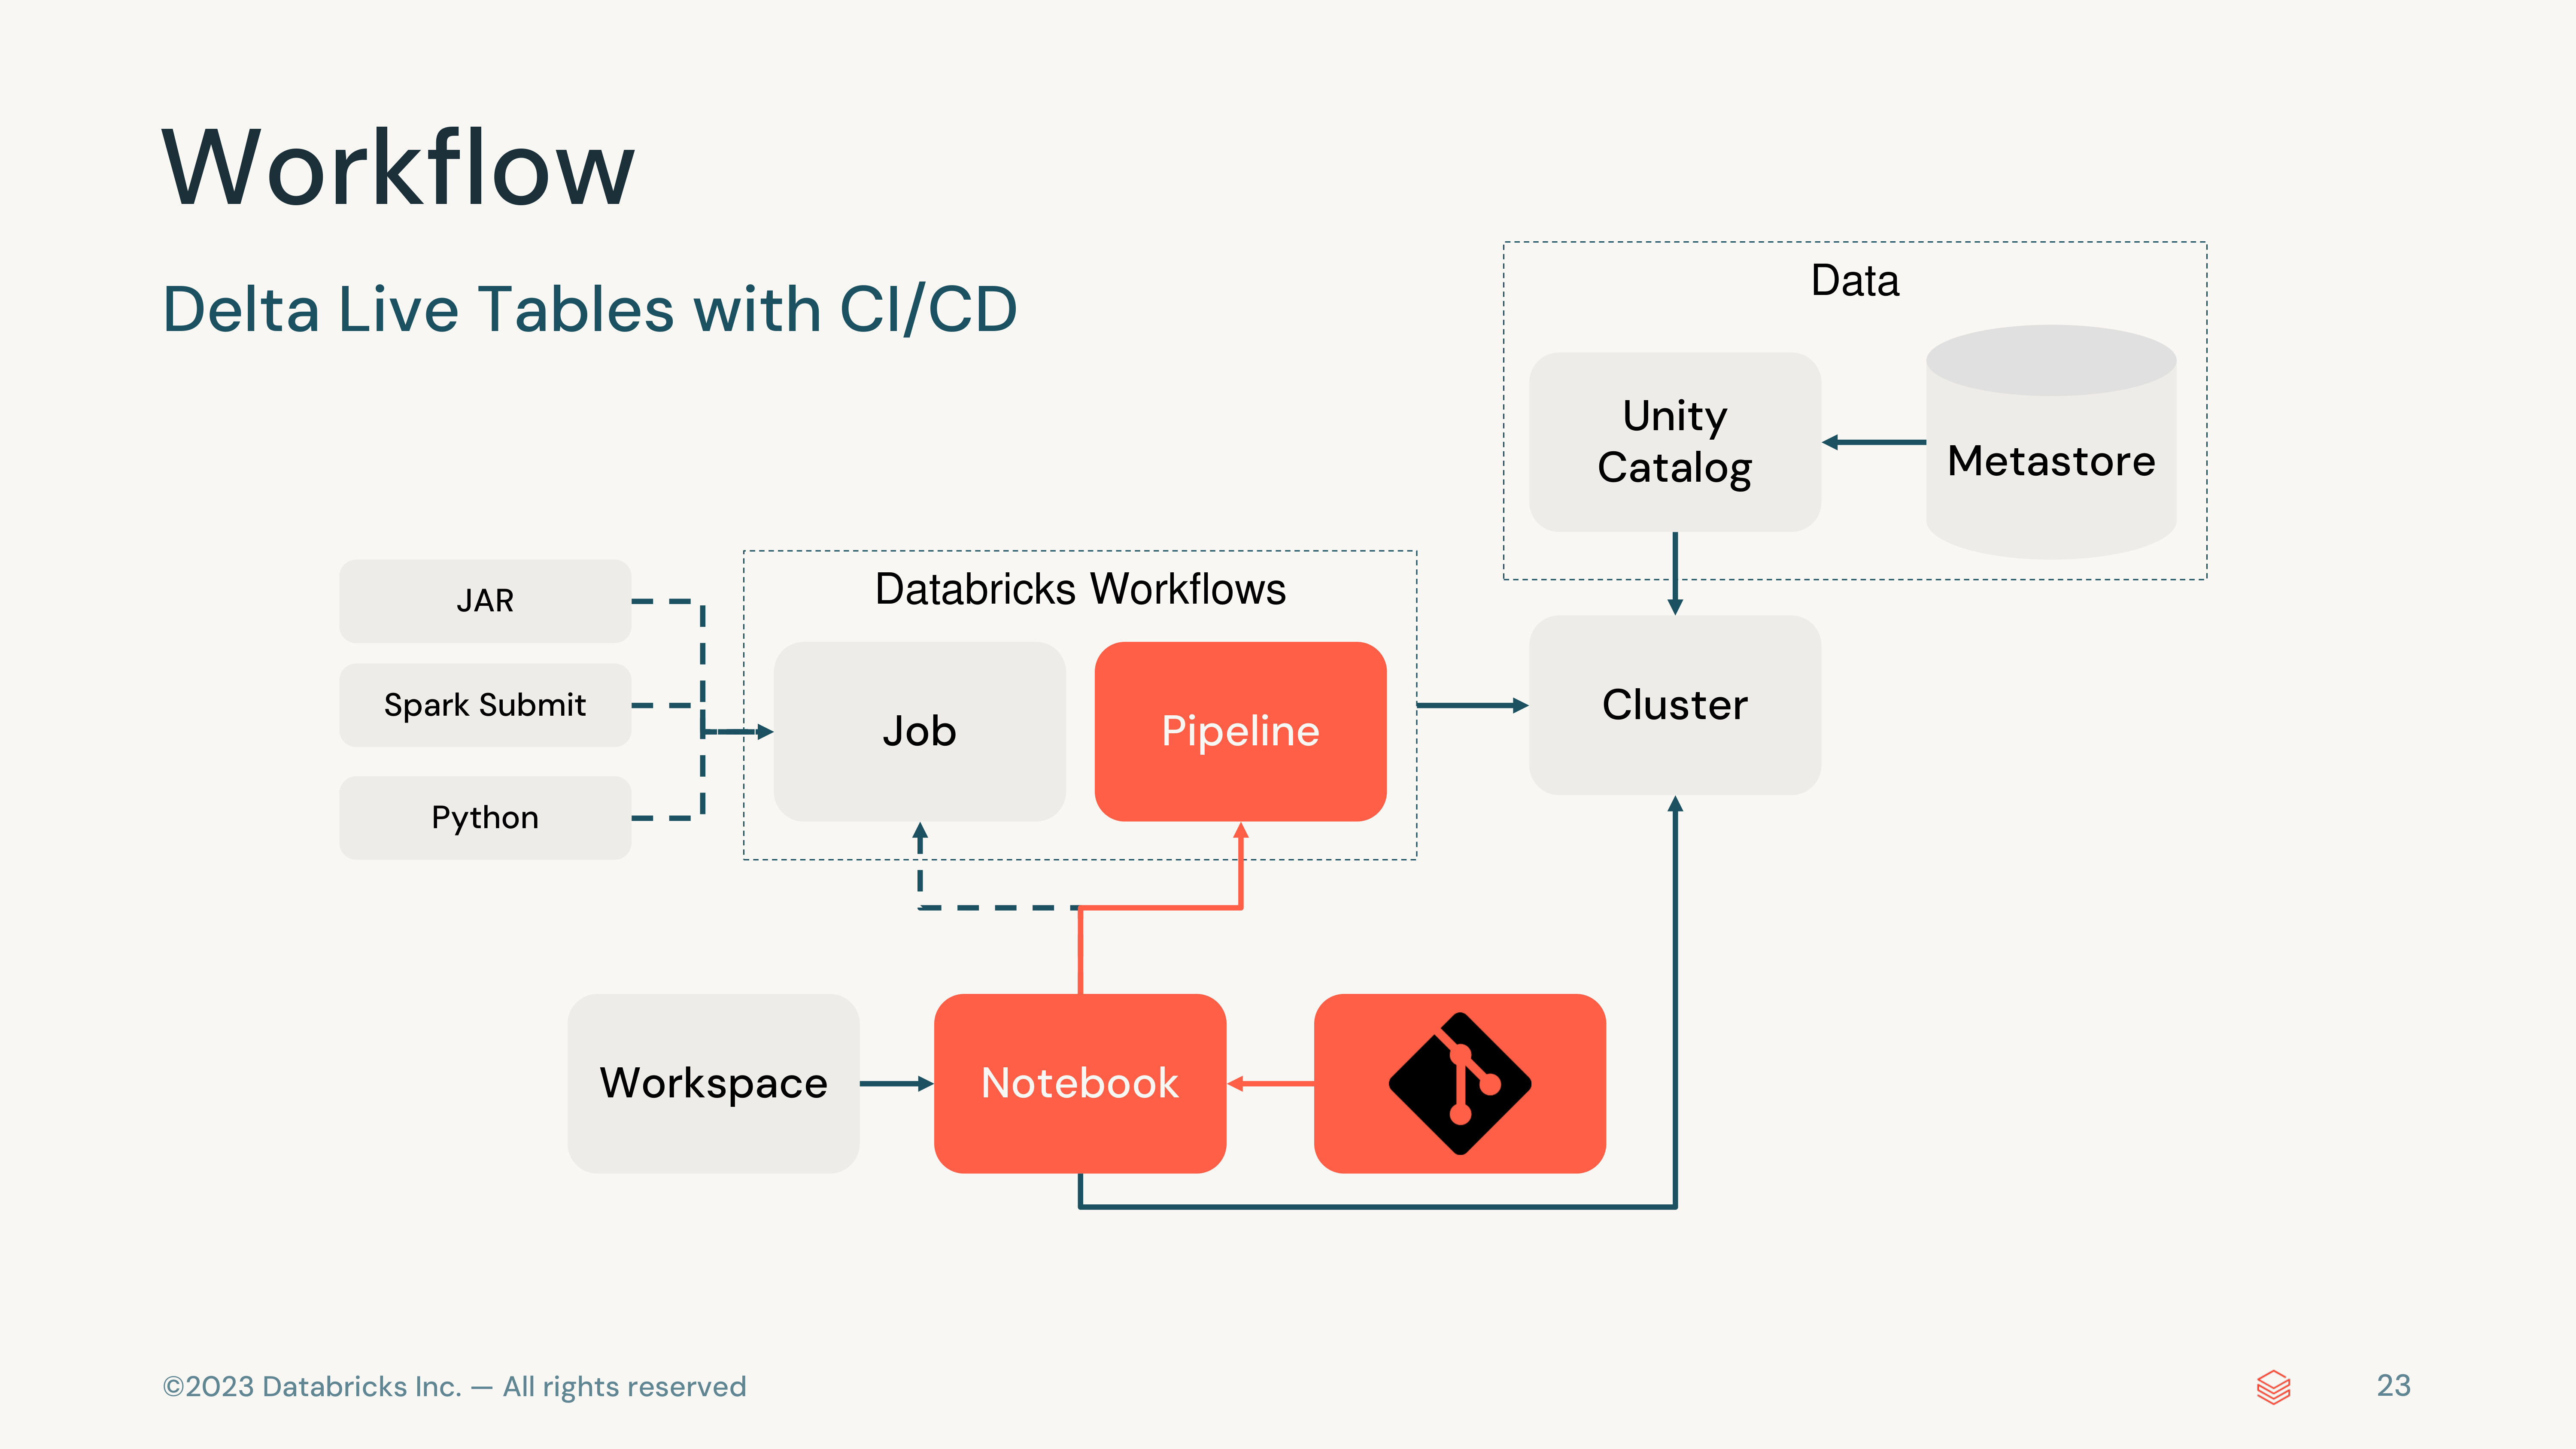 Workflow
Delta Live Tables with CI/CD
Data
Unity
Catalog
Metastore
JAR
Spark Submit
Python
Databricks Workflows
Job
Pipeline
Cluster
Workspace
Notebook
©2023 Databricks Inc. — All rights reserved
23